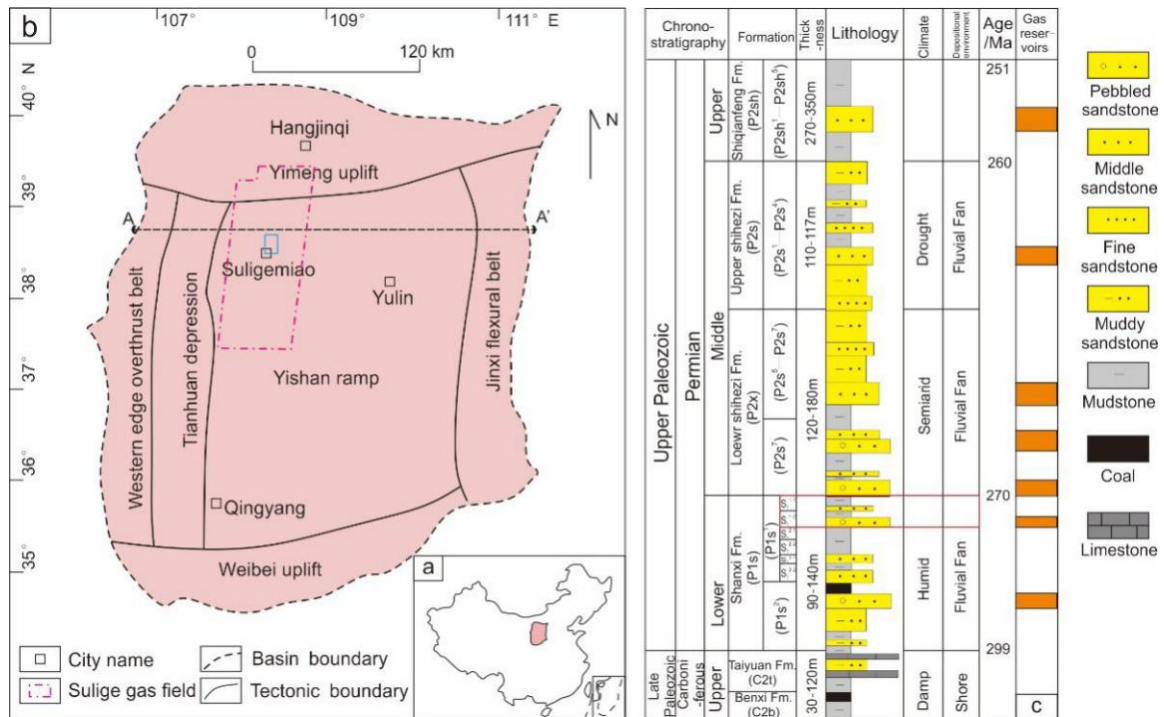 b
107°
109°
111°
E
0
120 km
N
40°
39°
38°
37°
36°
35°
N
Hangjinqi
Yimeng uplift
A
A'
Suligemiao
Yulin
Western edge overthrust belt
Tianhuan depression
Yishan ramp
Jinxi flexural belt
Qingyang
Weibei uplift
a
City name
Basin boundary
Sulige gas field
Tectonic boundary
Chrono-
stratigraphy
Formation
Thick
-ness
Lithology
Climate
Depositional
environment
Age
/Ma
Gas
reser-
voirs
Upper Paleozoic
Permian
Upper
Middle
Lower
Late
Paleozoic
Carboni
-ferous
Upper
Shiqianfeng Fm.
(P2sh)
(P2sh¹— P2sh⁵)
270-350m
Upper shihezi Fm.
(P2s)
(P2s¹— P2s⁴)
110-117m
Loewr shihezi Fm.
(P2x)
(P2s⁵— P2s⁷)
(P2s⁷)
120-180m
Shanxi Fm.
(P1s)
(P1s¹)
(P1s²)
90-140m
Taiyuan Fm.
(C2t)
Benxi Fm.
(C2b)
30-120m
Drought
Semiarid
Humid
Damp
Fluvial Fan
Fluvial Fan
Fluvial Fan
Shore
251
260
270
299
c
Pebbled
sandstone
Middle
sandstone
Fine
sandstone
Muddy
sandstone
Mudstone
Coal
Limestone